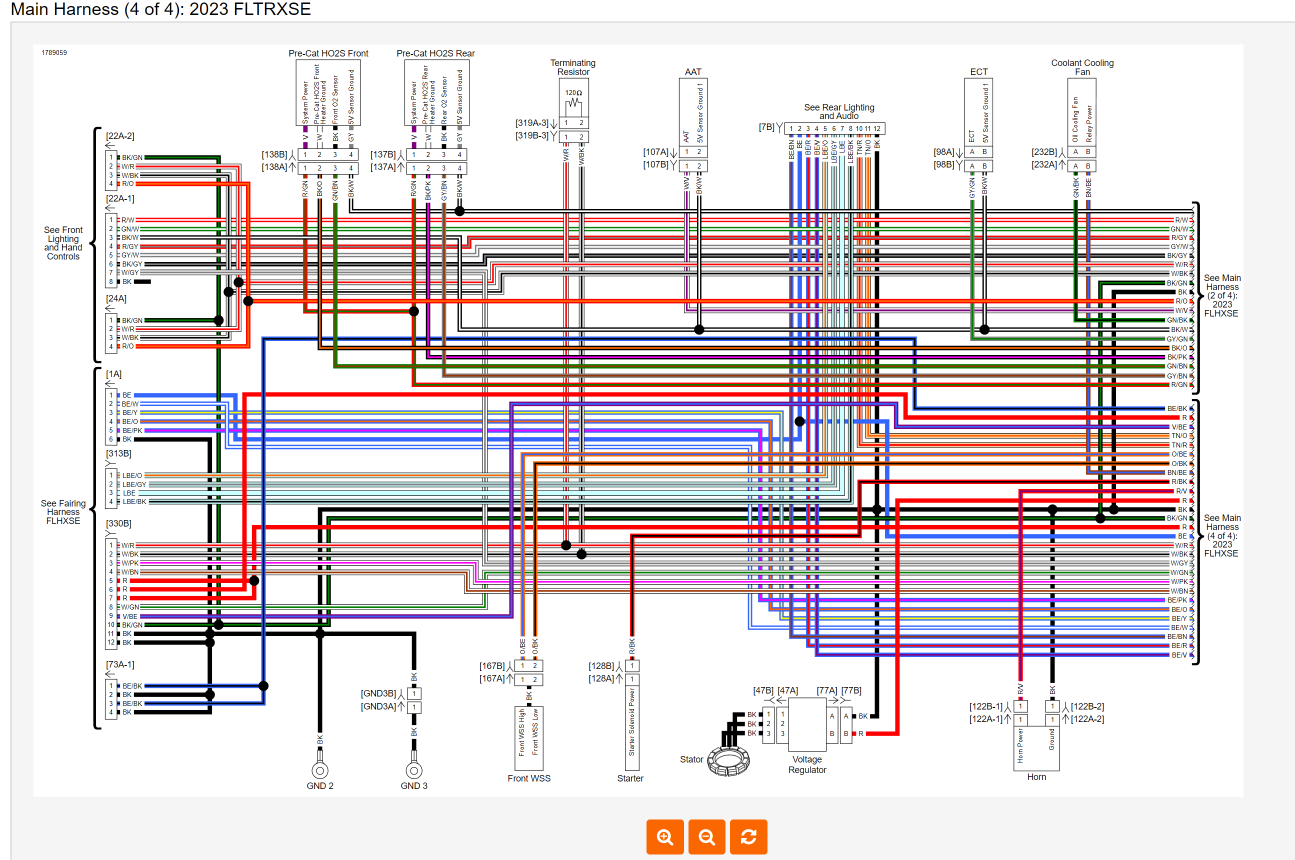 Main Harness (4 of 4): 2023 FLTRXSE
1789059
Pre-Cat HO2S Front
System Power
Pre-Cat HO2S Front
Heater Ground
Front O2 Sensor
5V Sensor Ground
V W BK GY
[138B] 1 2 3 4
[138A] 1 2 3 4
R/GN BK/O GN/BN BK/W
Pre-Cat HO2S Rear
System Power
Pre-Cat HO2S Rear
Heater Ground
Rear O2 Sensor
5V Sensor Ground
V W BK GY
[137B] 1 2 3 4
[137A] 1 2 3 4
R/GN BK/PK GY/BN BK/W
Terminating
Resistor
120Ω
[319A-3] 1 2
[319B-3] 1 2
W/R W/BK
AAT
AAT
5V Sensor Ground 1
[107A] 1 2
[107B] 1 2
W/V BK/W
See Rear Lighting
and Audio
[7B] 1 2 3 4 5 6 7 8 10 11 12
BE/BN BE BE/R BE/V LBE/O LBE/GY LBE LBE/BK TN/R TN/O BK
ECT
ECT
5V Sensor Ground 1
[98A] A B
[98B] A B
GY/GN BK/W
Coolant Cooling
Fan
Oil Cooling Fan
Relay Power
[232B] A B
[232A] A B
GN/BK BN/BE
See Front
Lighting
and Hand
Controls
[22A-2]
1 BK/GN
2 W/R
3 W/BK
4 R/O
[22A-1]
1 R/W
2 GN/W
3 BK/W
4 R/GY
5 GY/W
6 BK/GY
7 W/GY
8 BK
[24A]
1 BK/GN
2 W/R
3 W/BK
4 R/O
See Fairing
Harness
FLHXSE
[1A]
1 BE
2 BE/W
3 BE/Y
4 BE/O
5 BE/PK
6 BK
[313B]
1 LBE/O
2 LBE/GY
3 LBE
4 LBE/BK
[330B]
1 W/R
2 W/BK
3 W/PK
4 W/BN
5 R
6 R
7 R
8 W/GN
9 V/BE
10 BK/GN
11 BK
12 BK
[73A-1]
1 BE/BK
2 BK
3 BE/BK
4 BK
R/W
GN/W
R/GY
GY/W
BK/GY
W/R
W/BK
BK/GN
BK
R/O
W/V
GN/BK
BK/W
GY/GN
BK/O
BK/PK
GN/BN
GY/BN
R/GN
See Main
Harness
(2 of 4):
2023
FLHXSE
BE/BK
R
V/BE
TN/O
TN/R
O/BE
O/BK
BN/BE
R/BK
R/V
R
BK
BK/GN
R
BE
W/R
W/BK
W/GY
W/GN
W/PK
W/BN
BE/PK
BE/O
BE/Y
BE/W
BE/BN
BE/R
BE/V
See Main
Harness
(4 of 4):
2023
FLHXSE
BK
GND 2
BK
[GND3B] 1
[GND3A] 1
BK
GND 3
O/BE O/BK
[167B] 1 2
[167A] 1 2
BK
Front WSS High
Front WSS Low
Front WSS
R/BK
[128B] 1
[128A] 1
Starter Solenoid Power
Starter
[47B] [47A] [77A] [77B]
BK 1 1 A A BK
BK 2 2
BK 3 3 B B R
Stator
Voltage
Regulator
R/V BK
[122B-1] 1 1 [122B-2]
[122A-1] 1 1 [122A-2]
Horn Power
Ground
Horn